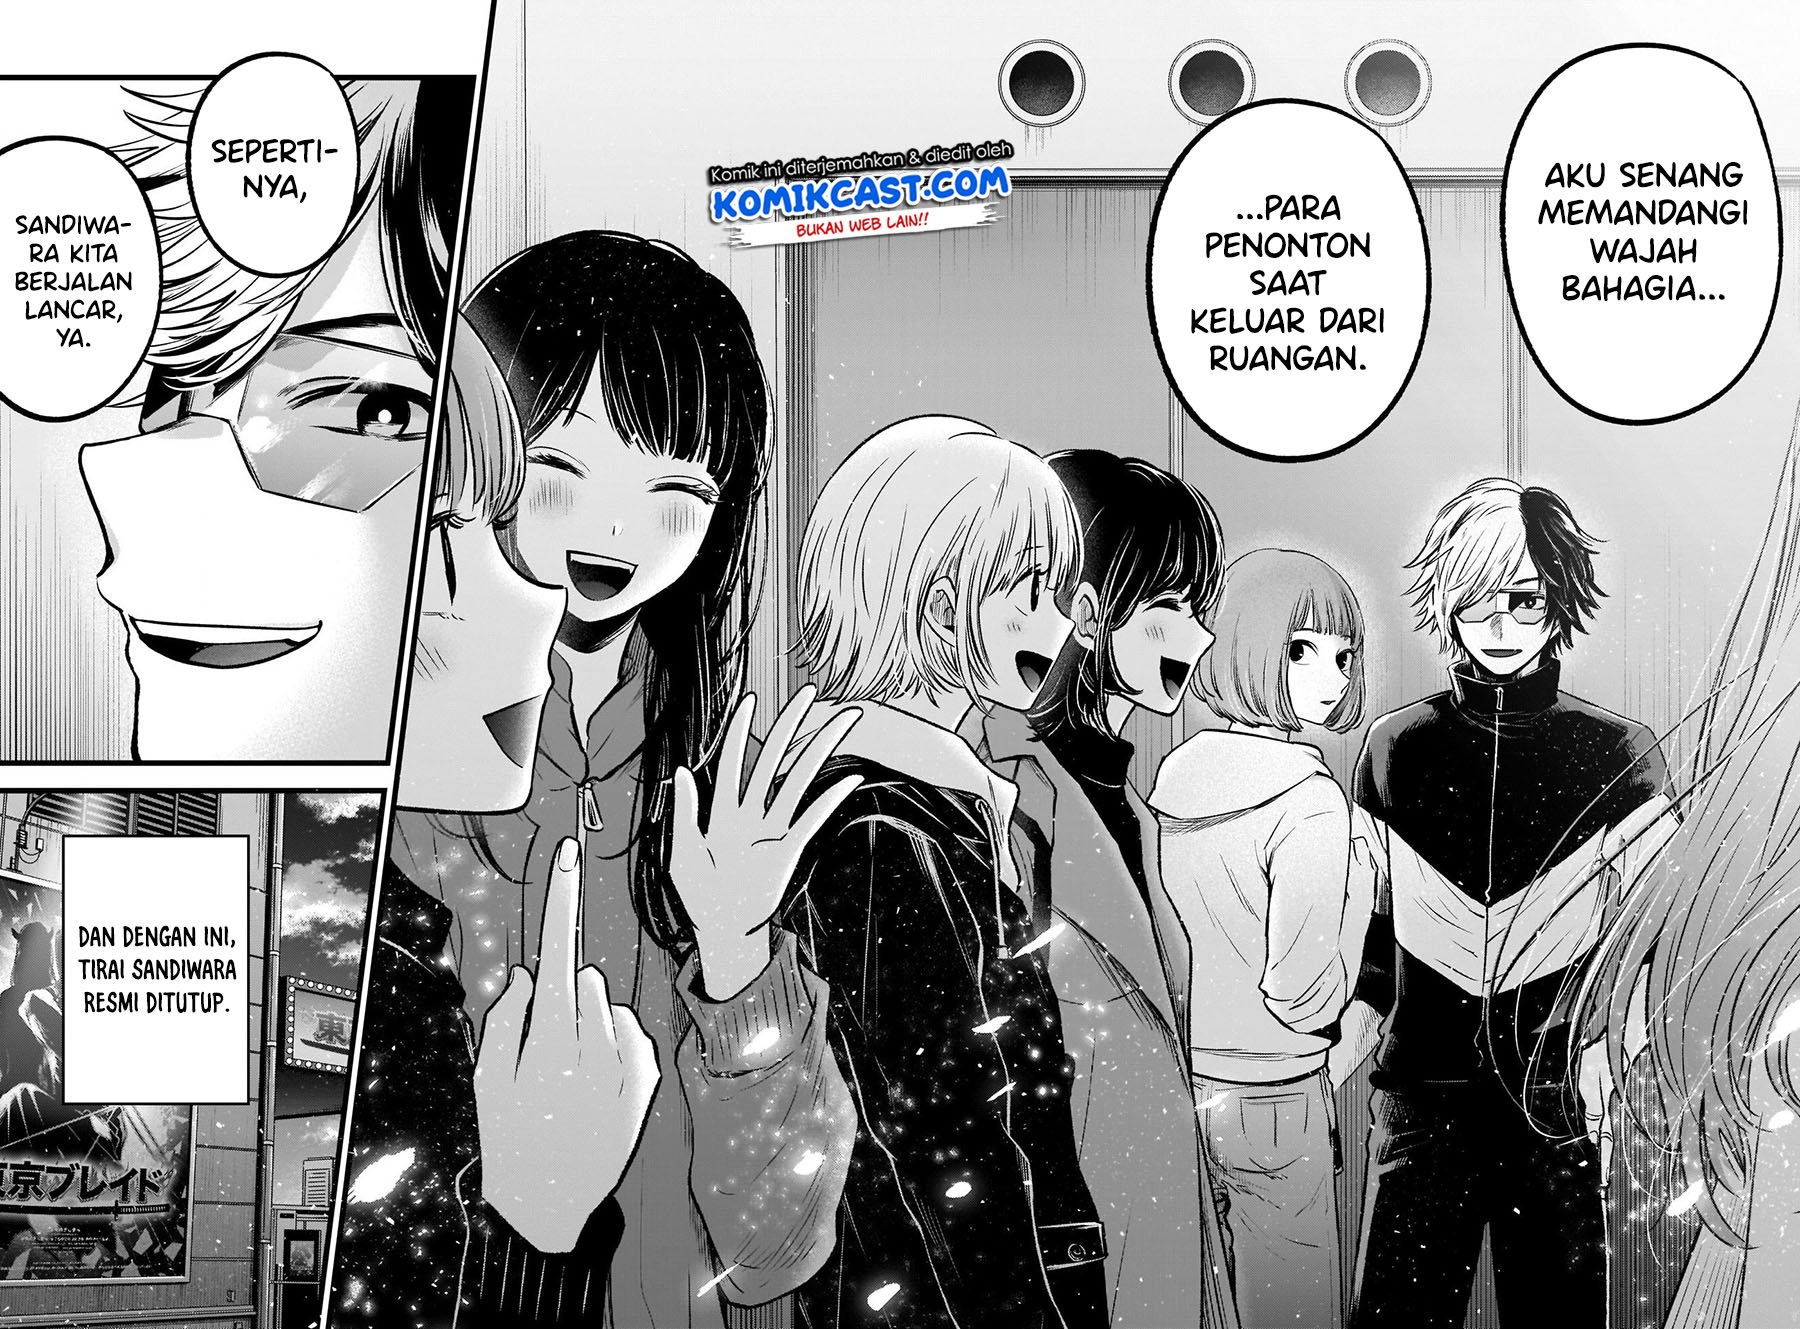 AKU SENANG
MEMANDANGI
WAJAH
BAHAGIA...
...PARA
PENONTON
SAAT
KELUAR DARI
RUANGAN.
Komik ini diterjemahkan & diedit oleh
KOMIKCAST.COM
BUKAN WEB LAIN!!
SEPERTI-
NYA,
SANDIWA-
RA KITA
BERJALAN
LANCAR,
YA.
DAN DENGAN INI,
TIRAI SANDIWARA
RESMI DITUTUP.
東
東京ブレイド